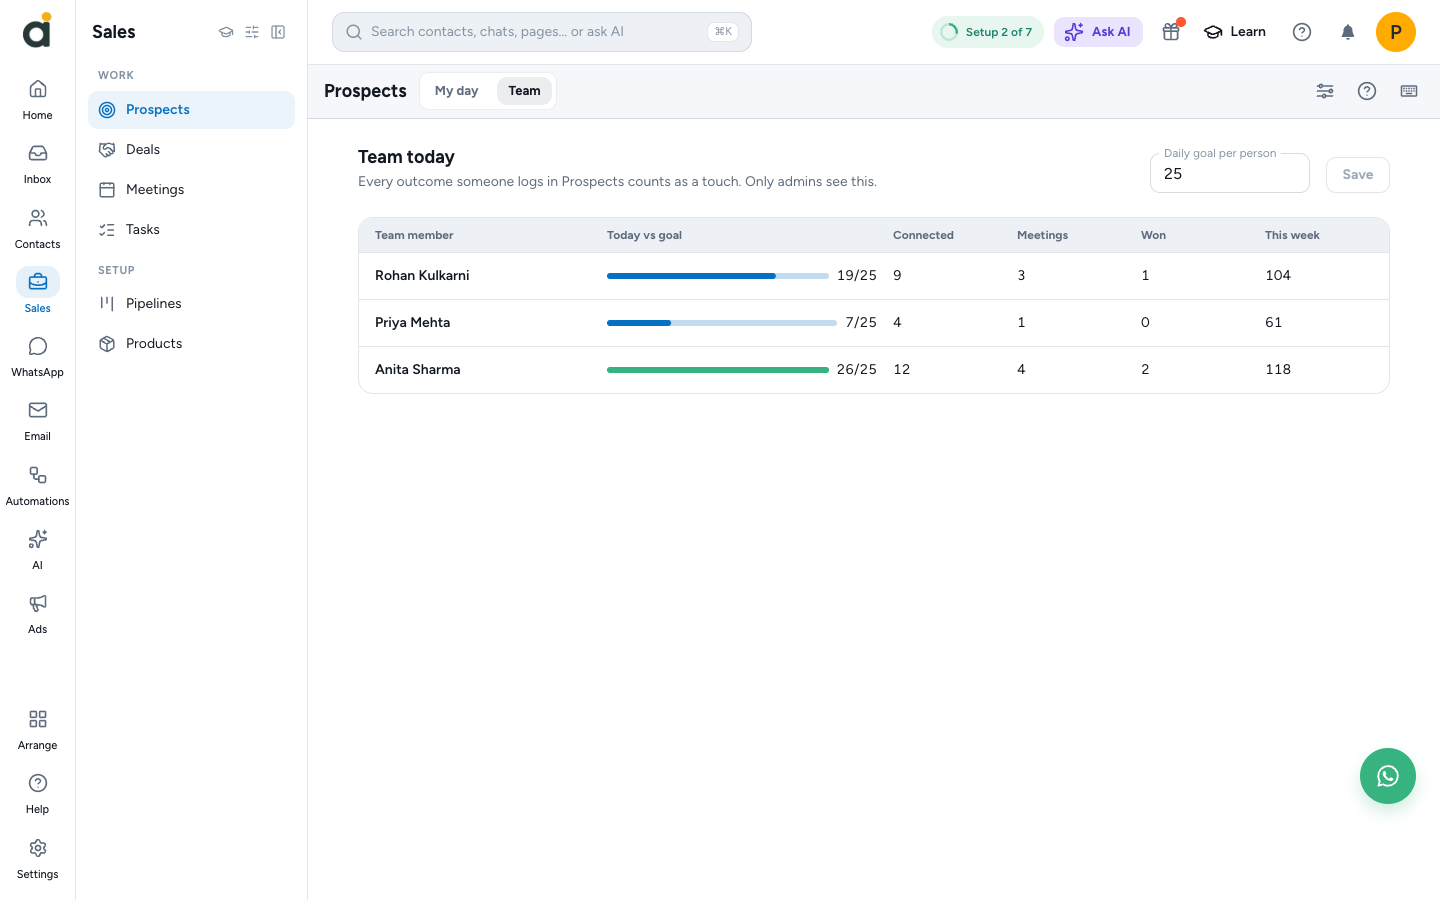 Search contacts, chats, pages... or ask AI
⌘K
Setup 2 of 7
Ask AI
Learn
P
Home
Inbox
Contacts
Sales
WhatsApp
Email
Automations
AI
Ads
Arrange
Help
Settings
Sales
WORK
Prospects
Deals
Meetings
Tasks
SETUP
Pipelines
Products
Prospects
My day
Team
Team today
Every outcome someone logs in Prospects counts as a touch. Only admins see this.
Daily goal per person
25
Save
Team member Today vs goal Connected Meetings Won This week
Rohan Kulkarni 19/25 9 3 1 104
Priya Mehta 7/25 4 1 0 61
Anita Sharma 26/25 12 4 2 118